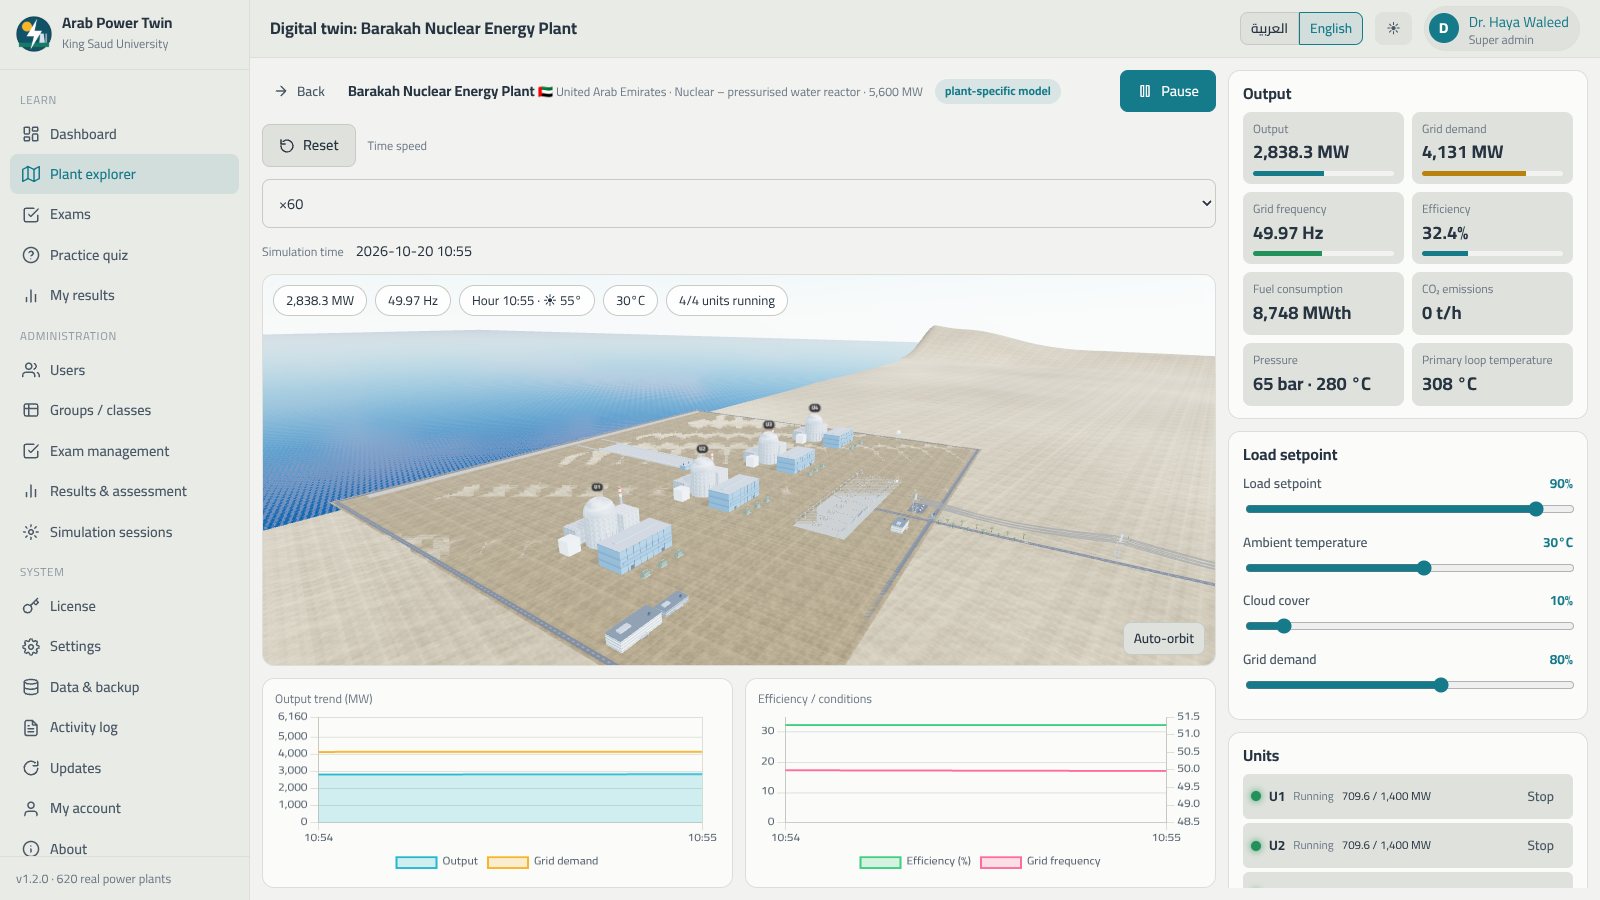 Arab Power Twin
King Saud University
LEARN
Dashboard
Plant explorer
Exams
Practice quiz
My results
ADMINISTRATION
Users
Groups / classes
Exam management
Results & assessment
Simulation sessions
SYSTEM
License
Settings
Data & backup
Activity log
Updates
My account
About
v1.2.0 · 620 real power plants
Digital twin: Barakah Nuclear Energy Plant
العربية
English
D
Dr. Haya Waleed
Super admin
Back
Barakah Nuclear Energy Plant 🇦🇪 United Arab Emirates · Nuclear – pressurised water reactor · 5,600 MW
plant-specific model
Pause
Reset
Time speed
×60
Simulation time 2026-10-20 10:55
2,838.3 MW
49.97 Hz
Hour 10:55 · ☀ 55°
30°C
4/4 units running
U1
U2
U3
U4
Auto-orbit
Output trend (MW)
6,160
5,000
4,000
3,000
2,000
1,000
0
10:54
10:55
Output
Grid demand
Efficiency / conditions
30
20
10
0
51.5
51.0
50.5
50.0
49.5
49.0
48.5
10:54
10:55
Efficiency (%)
Grid frequency
Output
Output
2,838.3 MW
Grid demand
4,131 MW
Grid frequency
49.97 Hz
Efficiency
32.4%
Fuel consumption
8,748 MWth
CO₂ emissions
0 t/h
Pressure
65 bar · 280 °C
Primary loop temperature
308 °C
Load setpoint
Load setpoint 90%
Ambient temperature 30°C
Cloud cover 10%
Grid demand 80%
Units
U1 Running 709.6 / 1,400 MW Stop
U2 Running 709.6 / 1,400 MW Stop